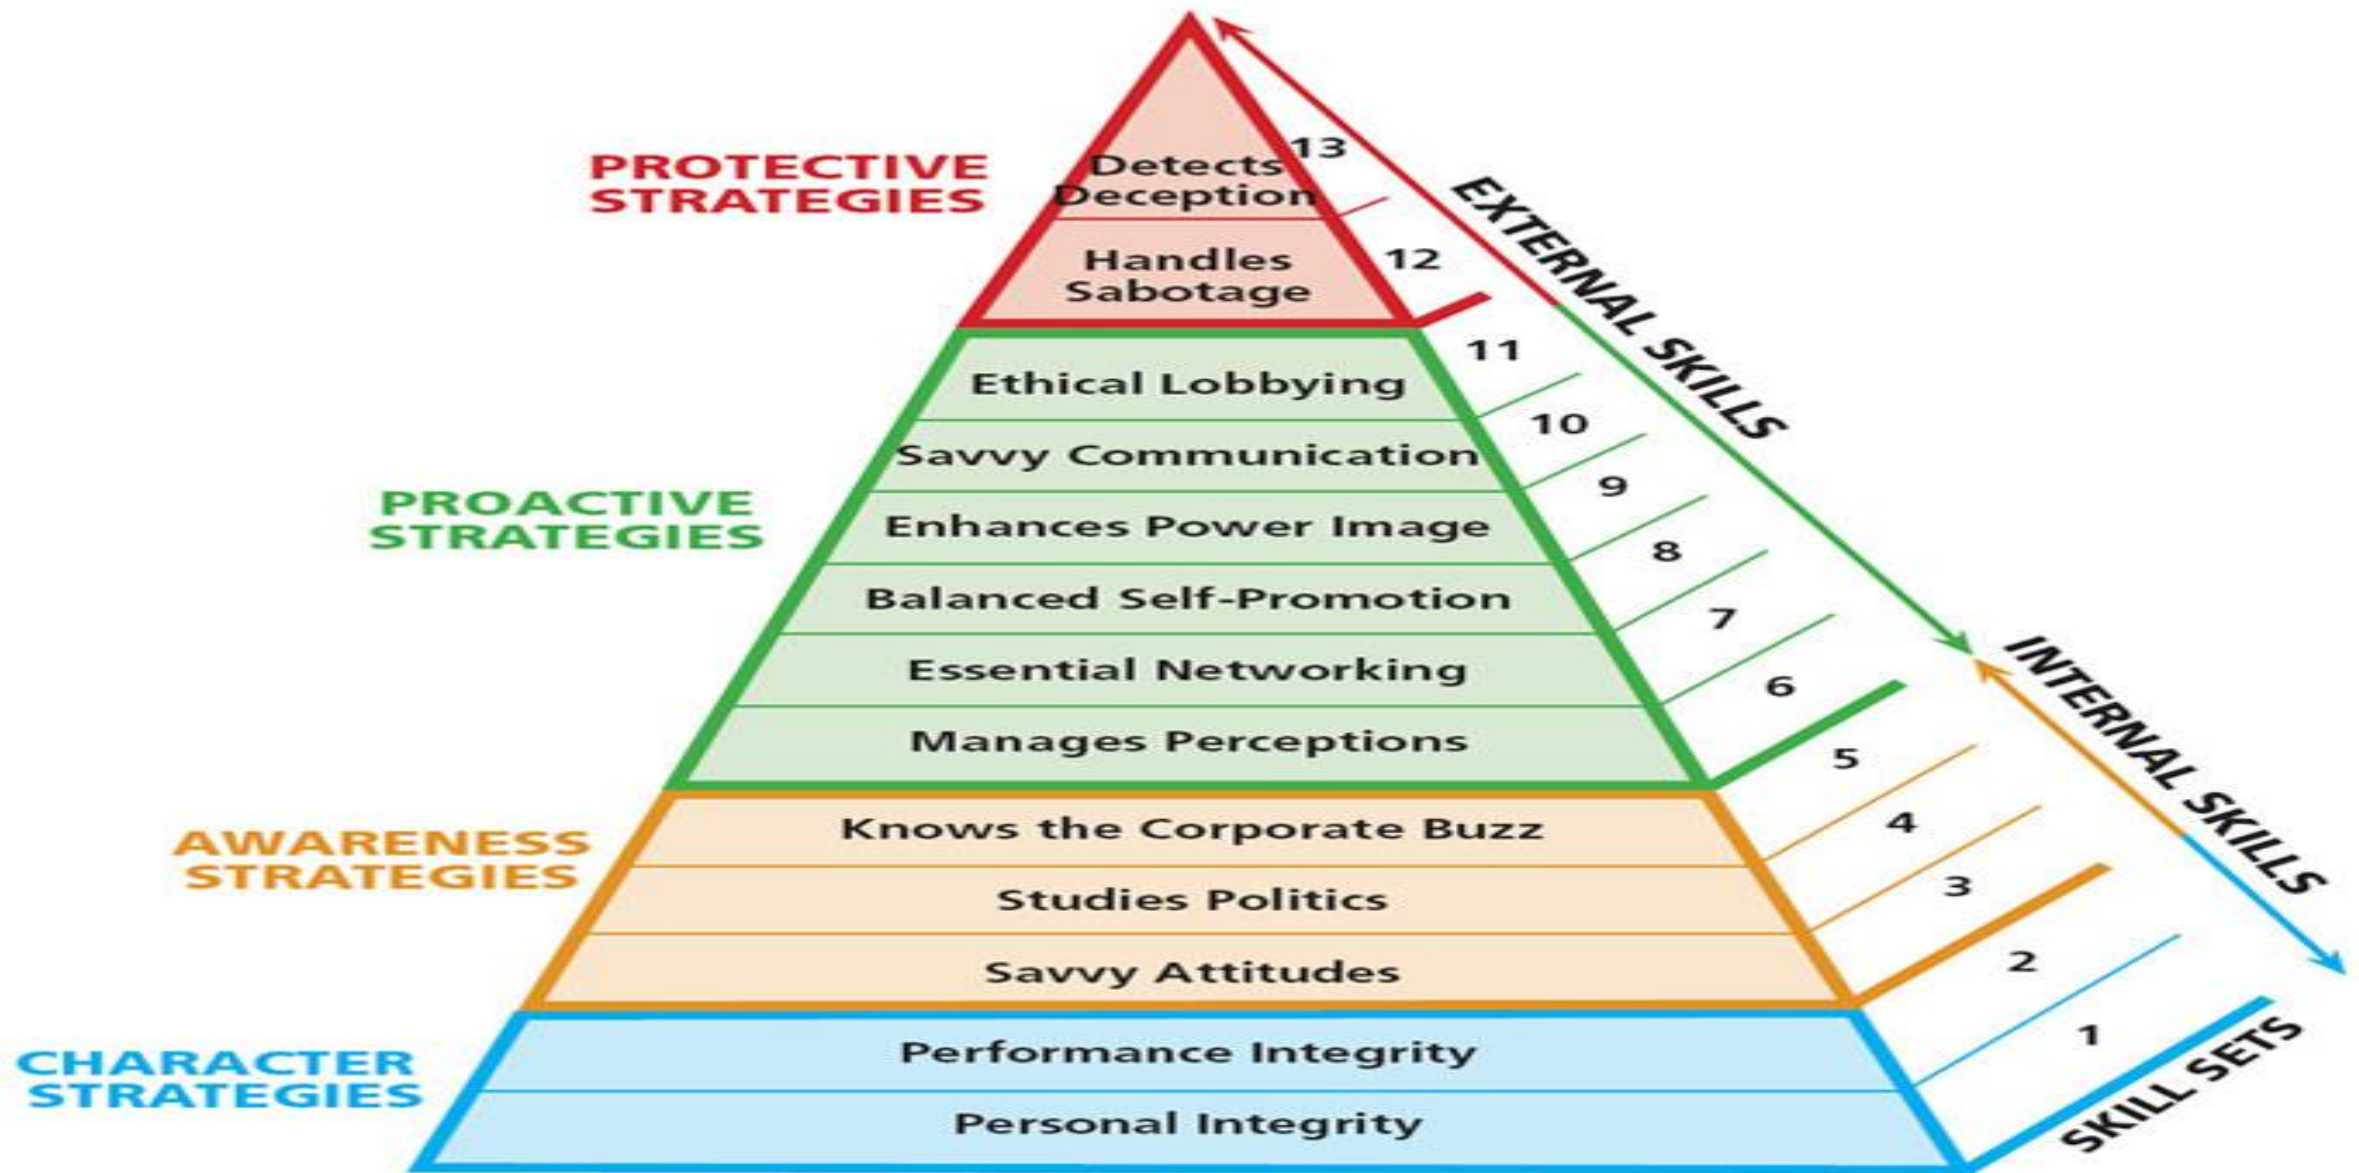 PROTECTIVE
STRATEGIES
Detects
Deception
13
Handles
Sabotage
12
EXTERNAL SKILLS
PROACTIVE
STRATEGIES
Ethical Lobbying
11
Savvy Communication
10
Enhances Power Image
9
Balanced Self-Promotion
8
Essential Networking
7
Manages Perceptions
6
INTERNAL SKILLS
AWARENESS
STRATEGIES
Knows the Corporate Buzz
5
Studies Politics
4
Savvy Attitudes
3
CHARACTER
STRATEGIES
Performance Integrity
2
Personal Integrity
1
SKILL SETS